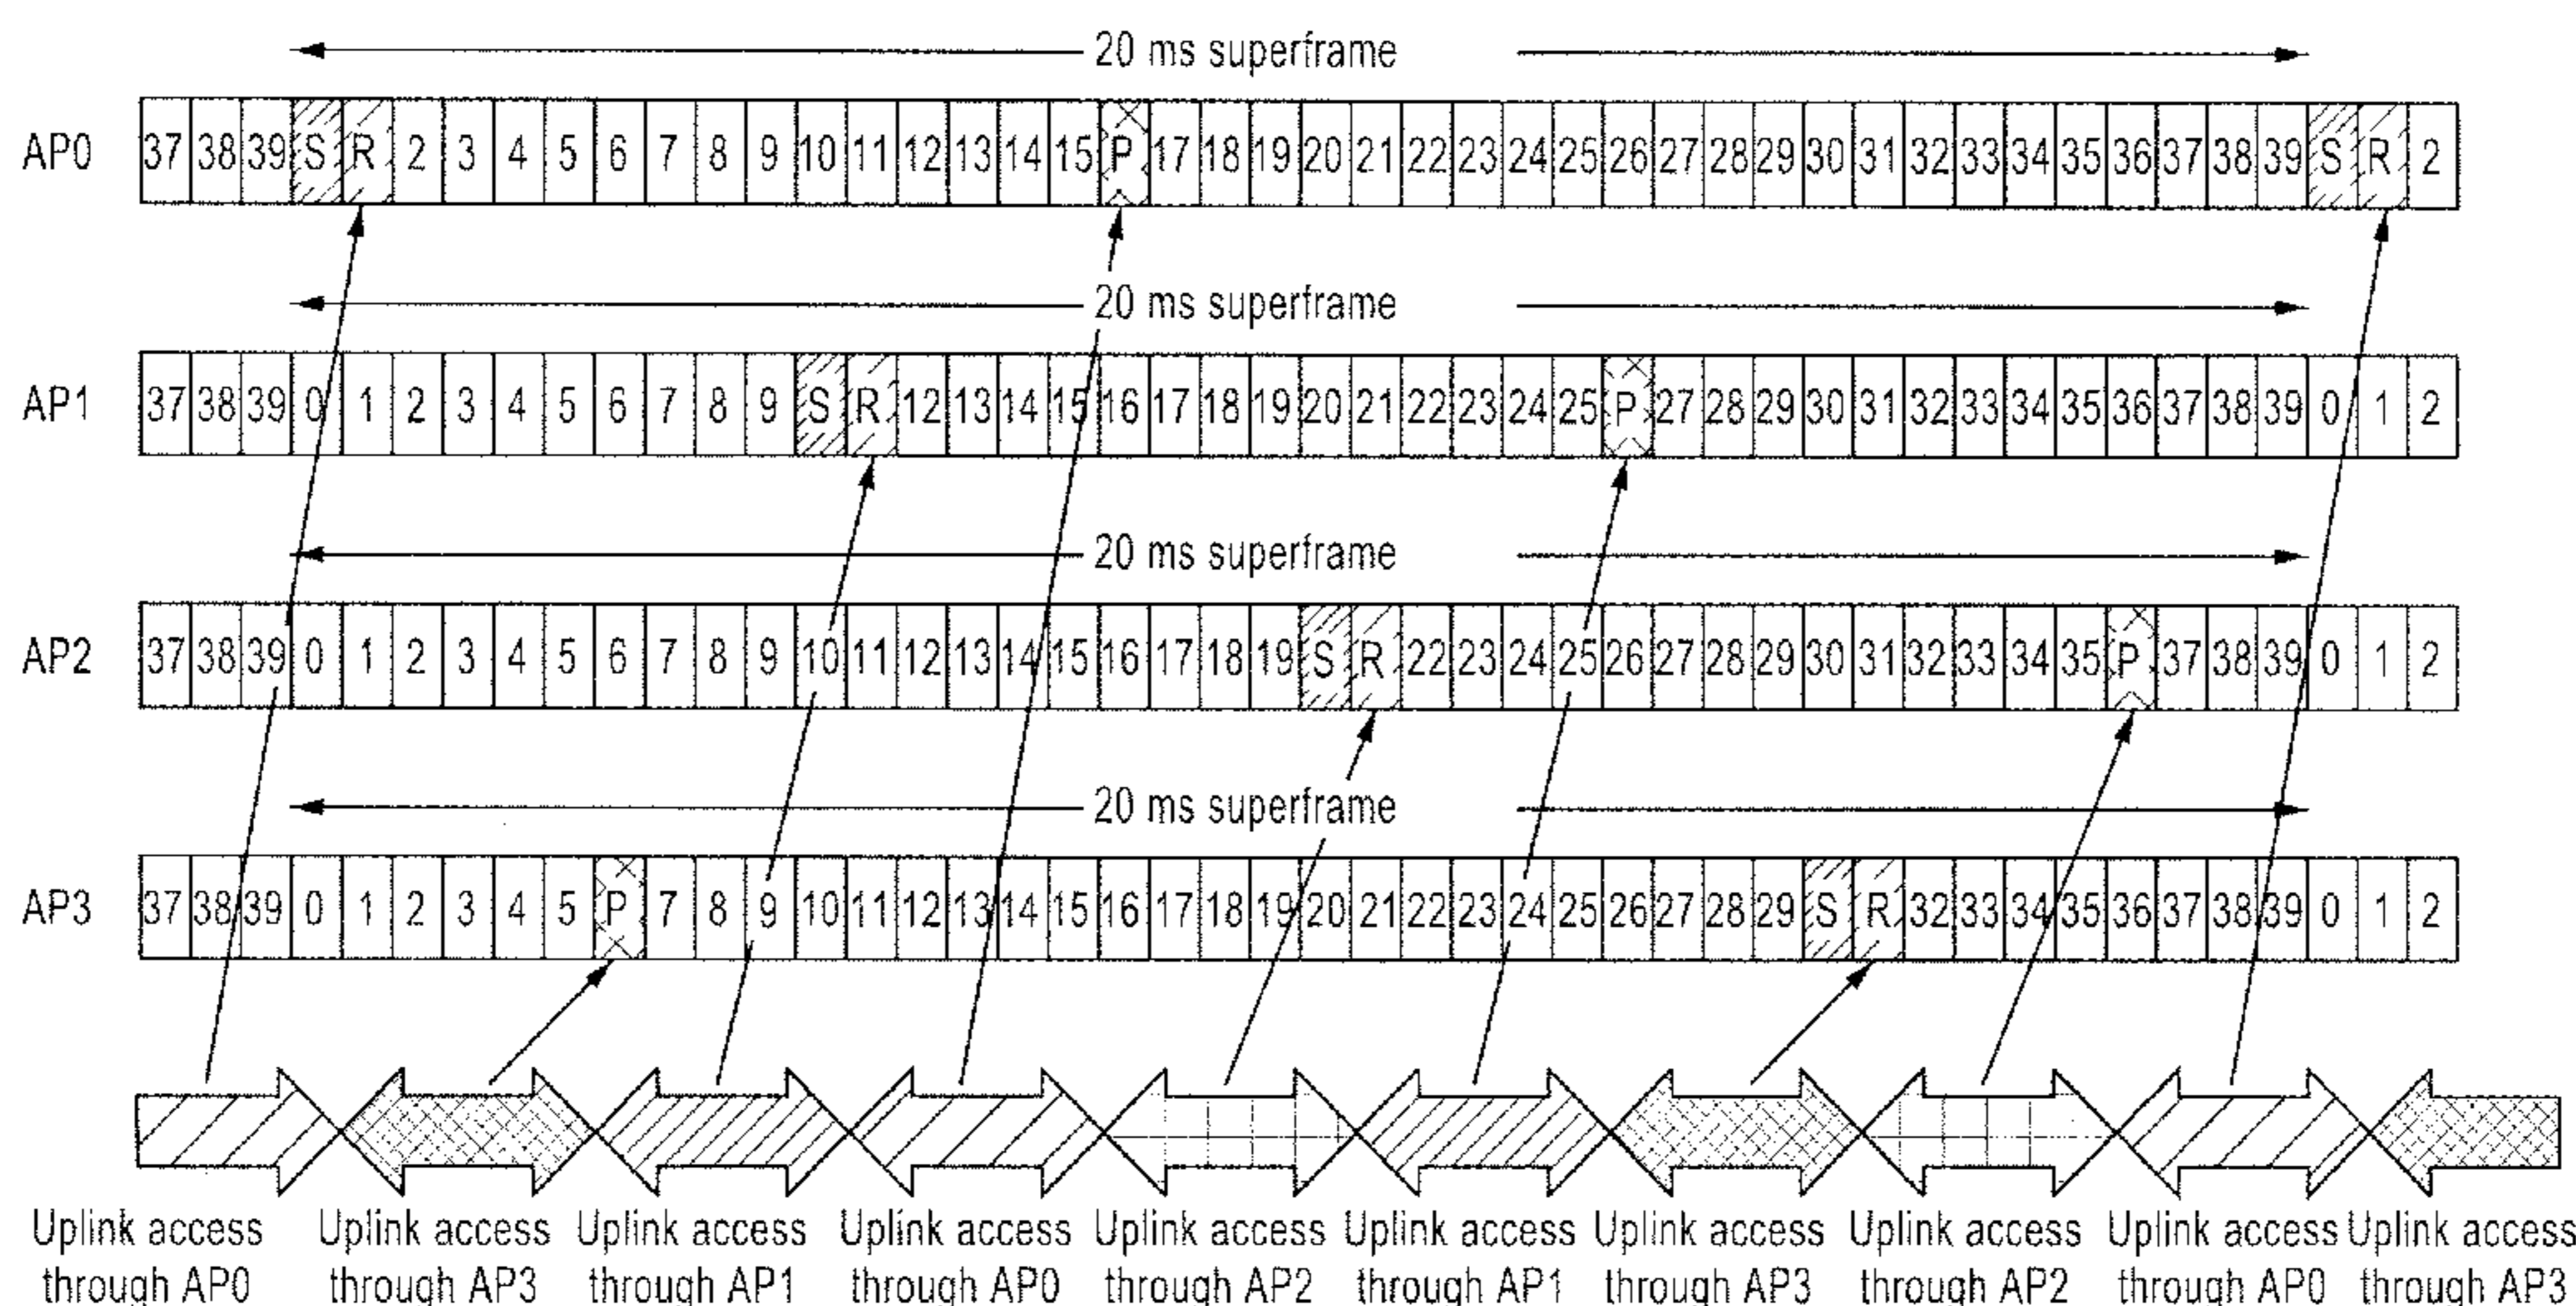 20 ms superframe
AP0 37 38 39 S R 2 3 4 5 6 7 8 9 10 11 12 13 14 15 P 17 18 19 20 21 22 23 24 25 26 27 28 29 30 31 32 33 34 35 36 37 38 39 S R 2
20 ms superframe
AP1 37 38 39 0 1 2 3 4 5 6 7 8 9 S R 12 13 14 15 16 17 18 19 20 21 22 23 24 25 P 27 28 29 30 31 32 33 34 35 36 37 38 39 0 1 2
20 ms superframe
AP2 37 38 39 0 1 2 3 4 5 6 7 8 9 10 11 12 13 14 15 16 17 18 19 S R 22 23 24 25 26 27 28 29 30 31 32 33 34 35 P 37 38 39 0 1 2
20 ms superframe
AP3 37 38 39 0 1 2 3 4 5 P 7 8 9 10 11 12 13 14 15 16 17 18 19 20 21 22 23 24 25 26 27 28 29 S R 32 33 34 35 36 37 38 39 0 1 2
Uplink access
through AP0
Uplink access
through AP3
Uplink access
through AP1
Uplink access
through AP0
Uplink access
through AP2
Uplink access
through AP1
Uplink access
through AP3
Uplink access
through AP2
Uplink access
through AP0
Uplink access
through AP3